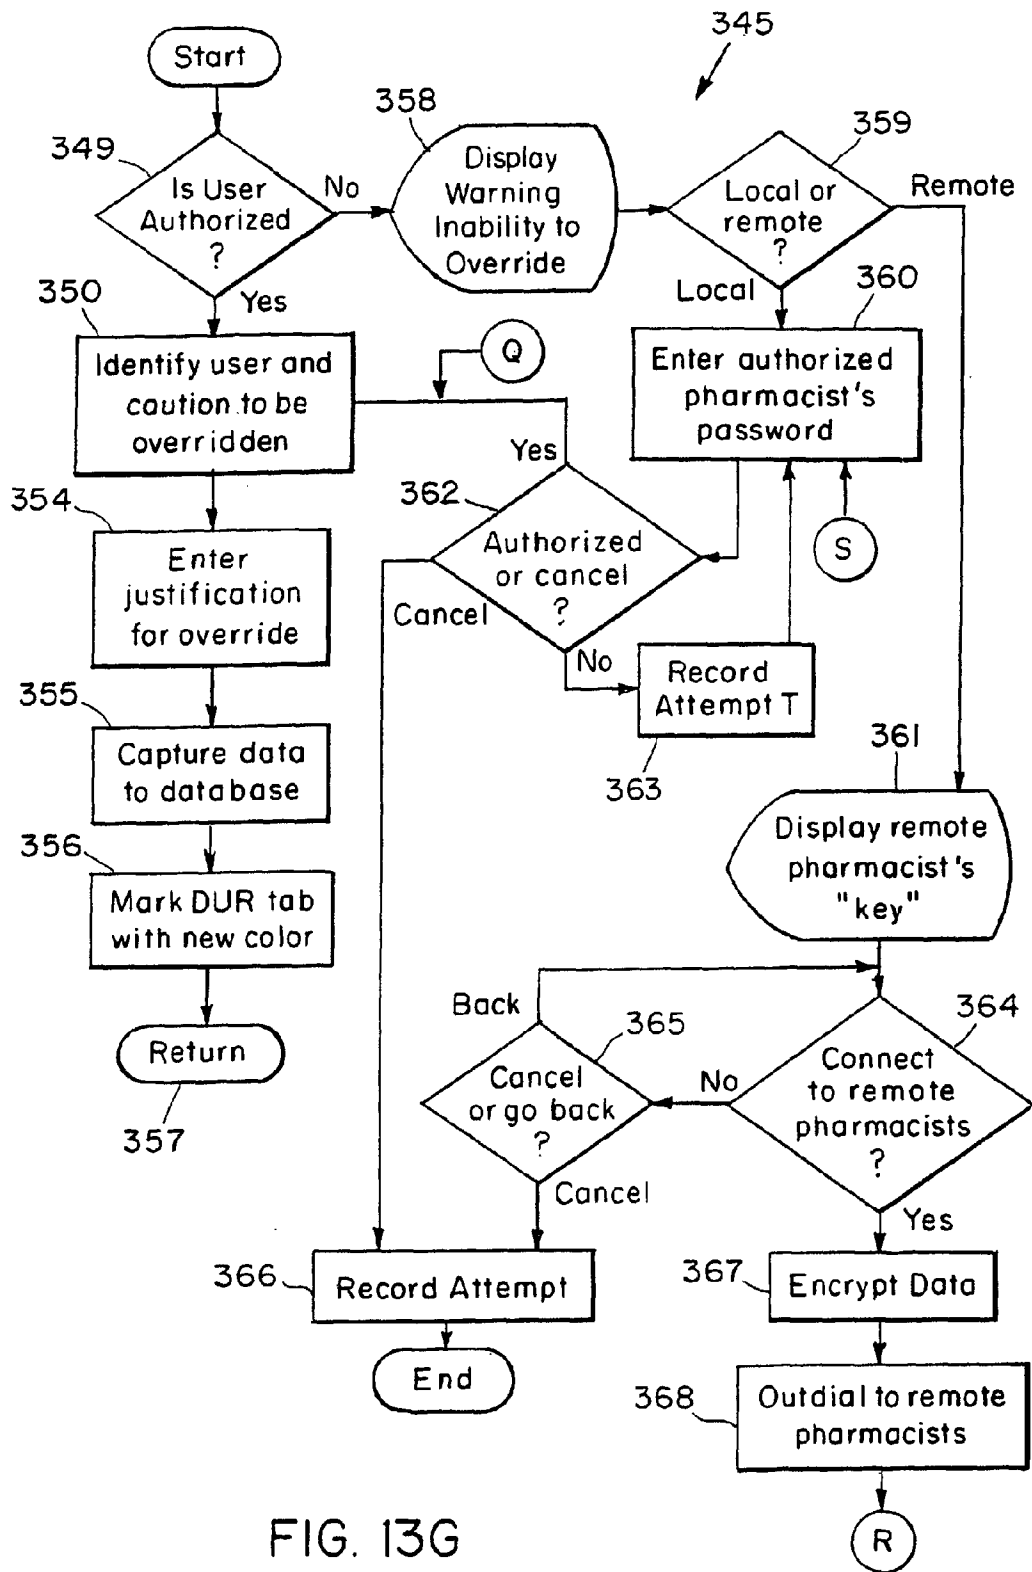 345
Start
358
359
349
Is User
Authorized
?
No
Display
Warning
Inability to
Override
Local or
remote
?
Remote
Yes
Local
350
360
Identify user and
caution to be
overridden
Q
Enter authorized
pharmacist's
password
Yes
362
354
Authorized
or cancel
?
S
Enter
justification
for override
Cancel
No
Record
Attempt T
355
363
361
Capture data
to database
Display remote
pharmacist's
"key"
356
Mark DUR tab
with new color
Back
365
364
Return
357
Cancel
or go back
?
No
Connect
to remote
pharmacists
?
Cancel
Yes
366
Record Attempt
367
Encrypt Data
End
368
Outdial to remote
pharmacists
R
FIG. 13G